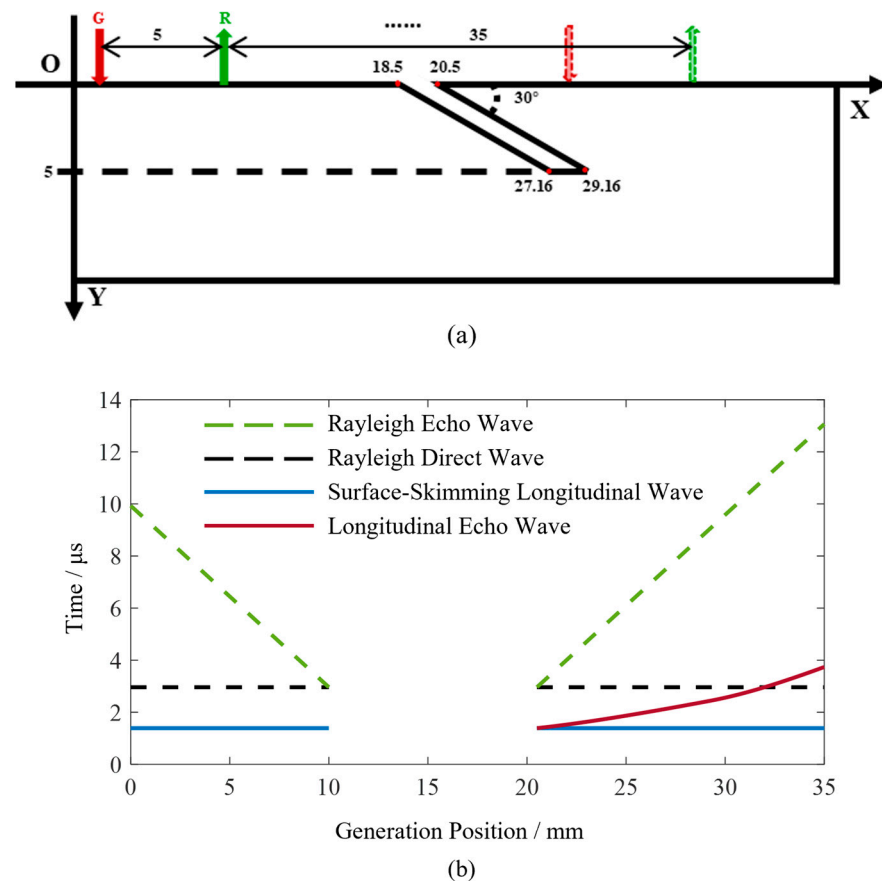 G R ......
5 35
18.5 20.5
O 30° X
5
27.16 29.16
Y
(a)
14
12
10
8
6
4
2
0
Time / μs
Rayleigh Echo Wave
Rayleigh Direct Wave
Surface-Skimming Longitudinal Wave
Longitudinal Echo Wave
0 5 10 15 20 25 30 35
Generation Position / mm
(b)